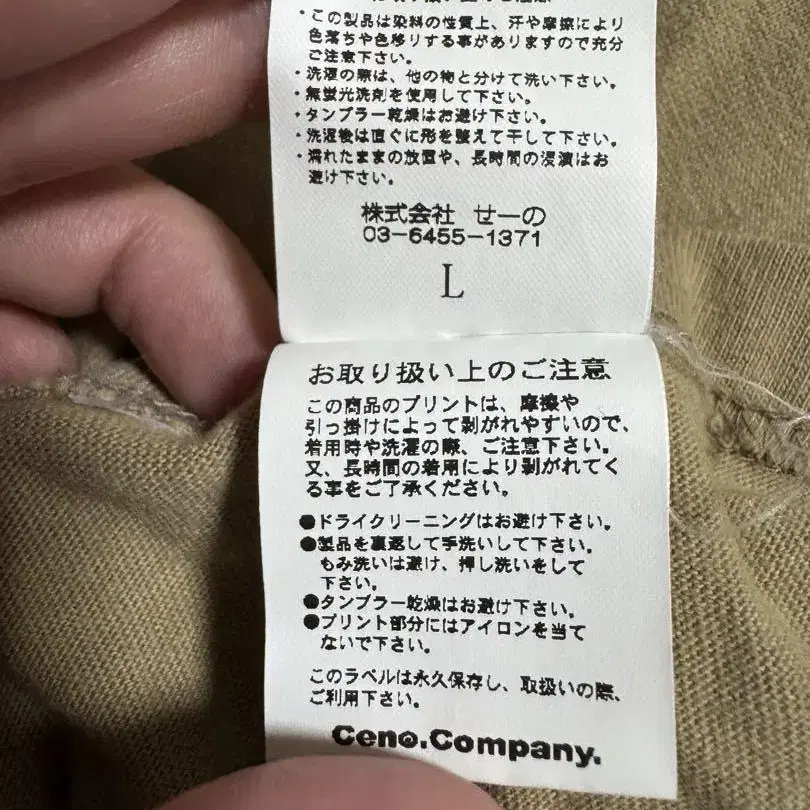 ・この製品は染料の性質上、汗や摩擦により
色落ちや色移りする事がありますので充分
ご注意下さい。
・洗濯の際は、他の物と分けて洗い下さい。
・無蛍光洗剤を使用して下さい。
・タンブラー乾燥はお避け下さい。
・洗濯後は直ぐに形を整えて干して下さい。
・濡れたままの放置や、長時間の浸漬はお
避け下さい。
株式会社 せーの
03-6455-1371
L
お取り扱い上のご注意
この商品のプリントは、摩擦や
引っ掛けによって剥がれやすいので、
着用時や洗濯の際、ご注意下さい。
又、長時間の着用により剥がれてく
る事をご了承ください。
●ドライクリーニングはお避け下さい。
●製品を裏返して手洗いして下さい。
もみ洗いは避け、押し洗いをして
下さい。
●タンブラー乾燥はお避け下さい。
●プリント部分にはアイロンを当て
ないで下さい。
このラベルは永久保存し、取扱いの際、
ご利用下さい。
Ceno.Company.